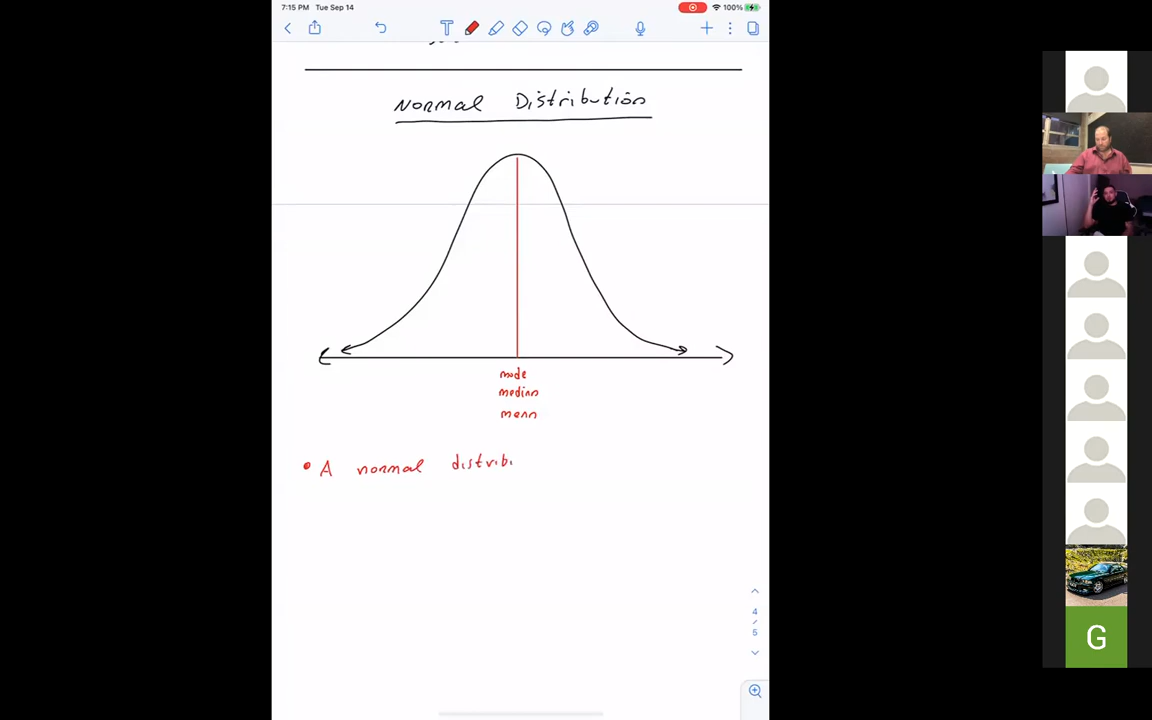 7:15 PM Tue Sep 14
100%
Normal Distribution
mode
median
mean
• A normal distrib
4
/
5
G